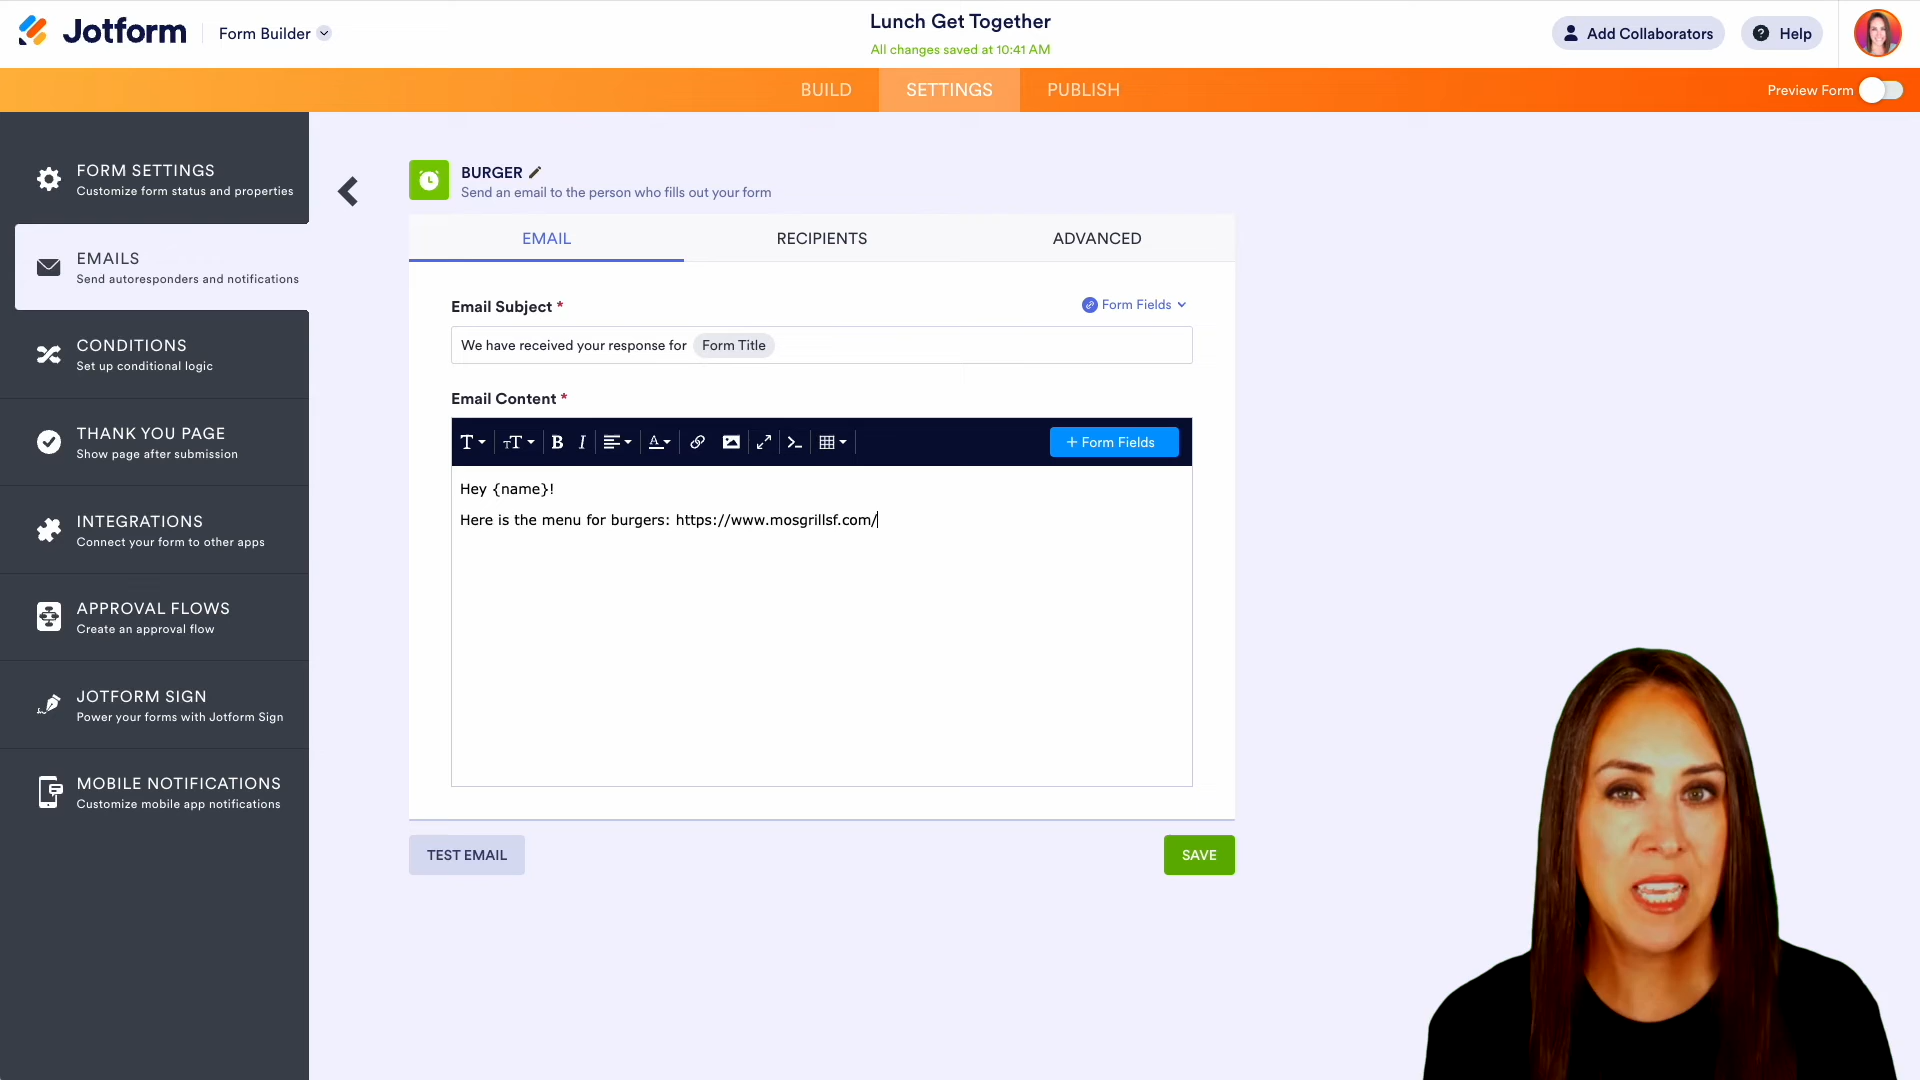 Jotform
Form Builder
Lunch Get Together
All changes saved at 10:41 AM
Add Collaborators
Help
BUILD
SETTINGS
PUBLISH
Preview Form
FORM SETTINGS
Customize form status and properties
EMAILS
Send autoresponders and notifications
CONDITIONS
Set up conditional logic
THANK YOU PAGE
Show page after submission
INTEGRATIONS
Connect your form to other apps
APPROVAL FLOWS
Create an approval flow
JOTFORM SIGN
Power your forms with Jotform Sign
MOBILE NOTIFICATIONS
Customize mobile app notifications
BURGER
Send an email to the person who fills out your form
EMAIL
RECIPIENTS
ADVANCED
Email Subject *
Form Fields
We have received your response for Form Title
Email Content *
+ Form Fields
Hey {name}!
Here is the menu for burgers: https://www.mosgrillsf.com/
TEST EMAIL
SAVE